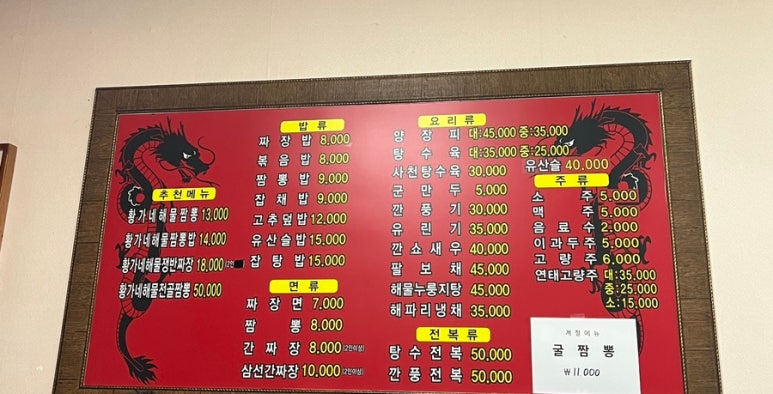 추천메뉴
황가네해물짬뽕 13,000
황가네해물짬뽕밥 14,000
황가네해물쟁반짜장 18,000 (2인
황가네해물전골짬뽕 50,000
밥류
짜장밥 8,000
볶음밥 8,000
짬뽕밥 9,000
잡채밥 9,000
고추덮밥 12,000
유산슬밥 15,000
잡탕밥 15,000
면류
짜장면 7,000
짬뽕 8,000
간짜장 8,000 (2인이상)
삼선간짜장 10,000 (2인이상)
요리류
양장피 대:45,000 중:35,000
탕수육 대:35,000 중:25,000
사천탕수육 30,000
군만두 5,000
깐풍기 30,000
유린기 35,000
깐쇼새우 40,000
팔보채 45,000
해물누룽지탕 45,000
해파리냉채 35,000
전복류
탕수전복 50,000
깐풍전복 50,000
유산슬 40,000
주류
소주 5,000
맥주 5,000
음료수 2,000
이과두주 5,000
고량주 6,000
연태고량주 대:35,000
중:25,000
소:15,000
계절메뉴
굴짬뽕
₩11,000